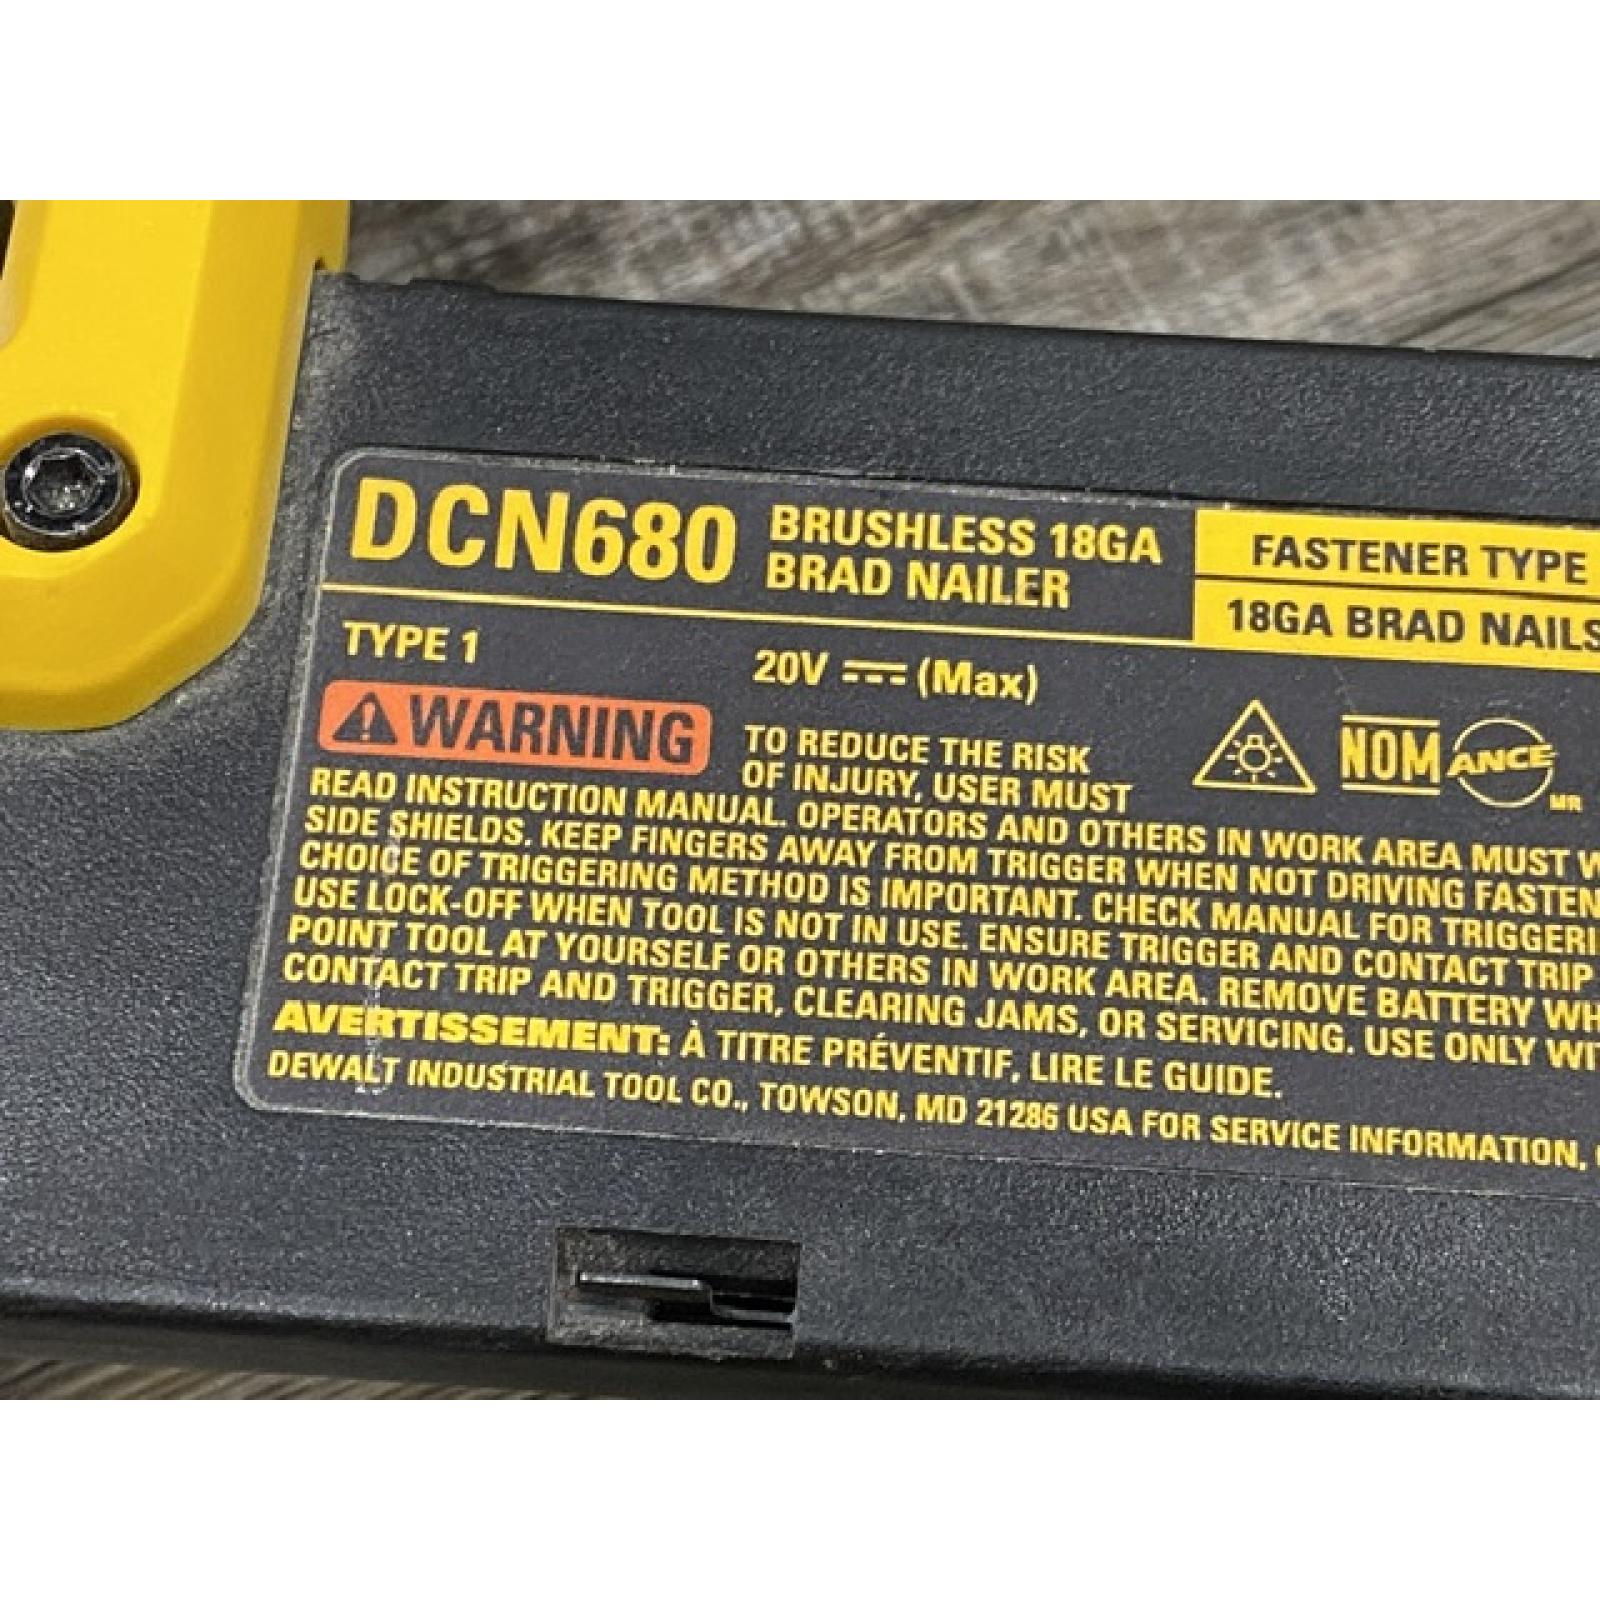 DCN680 BRUSHLESS 18GA
BRAD NAILER
FASTENER TYPE
18GA BRAD NAILS
TYPE 1
20V (Max)
WARNING
TO REDUCE THE RISK
OF INJURY, USER MUST
NOM ANCE MR
READ INSTRUCTION MANUAL. OPERATORS AND OTHERS IN WORK AREA MUST
SIDE SHIELDS. KEEP FINGERS AWAY FROM TRIGGER WHEN NOT DRIVING
CHOICE OF TRIGGERING METHOD IS IMPORTANT. CHECK MANUAL FOR
USE LOCK-OFF WHEN TOOL IS NOT IN USE. ENSURE TRIGGER AND CONTACT TRIP
POINT TOOL AT YOURSELF OR OTHERS IN WORK AREA. REMOVE BATTERY
CONTACT TRIP AND TRIGGER, CLEARING JAMS, OR SERVICING. USE ONLY
AVERTISSEMENT: À TITRE PRÉVENTIF, LIRE LE GUIDE.
DEWALT INDUSTRIAL TOOL CO., TOWSON, MD 21286 USA FOR SERVICE INFORMATION,